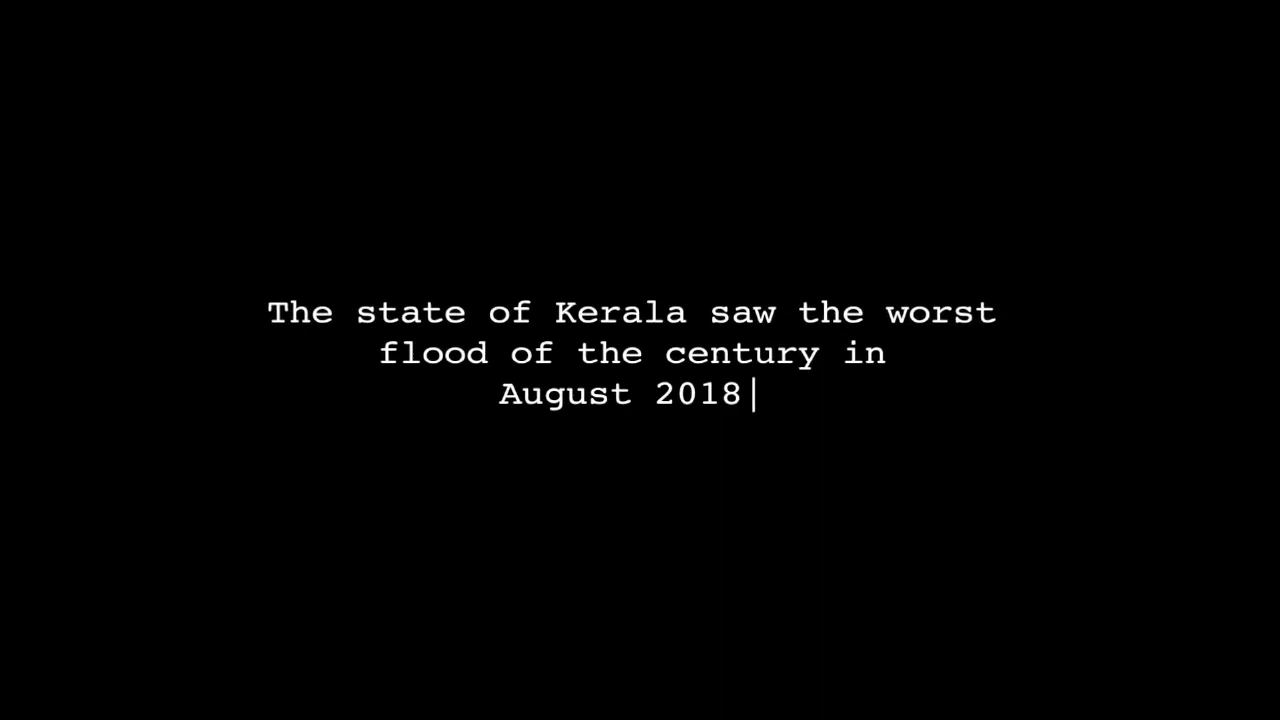 The state of Kerala saw the worst
flood of the century in
August 2018|